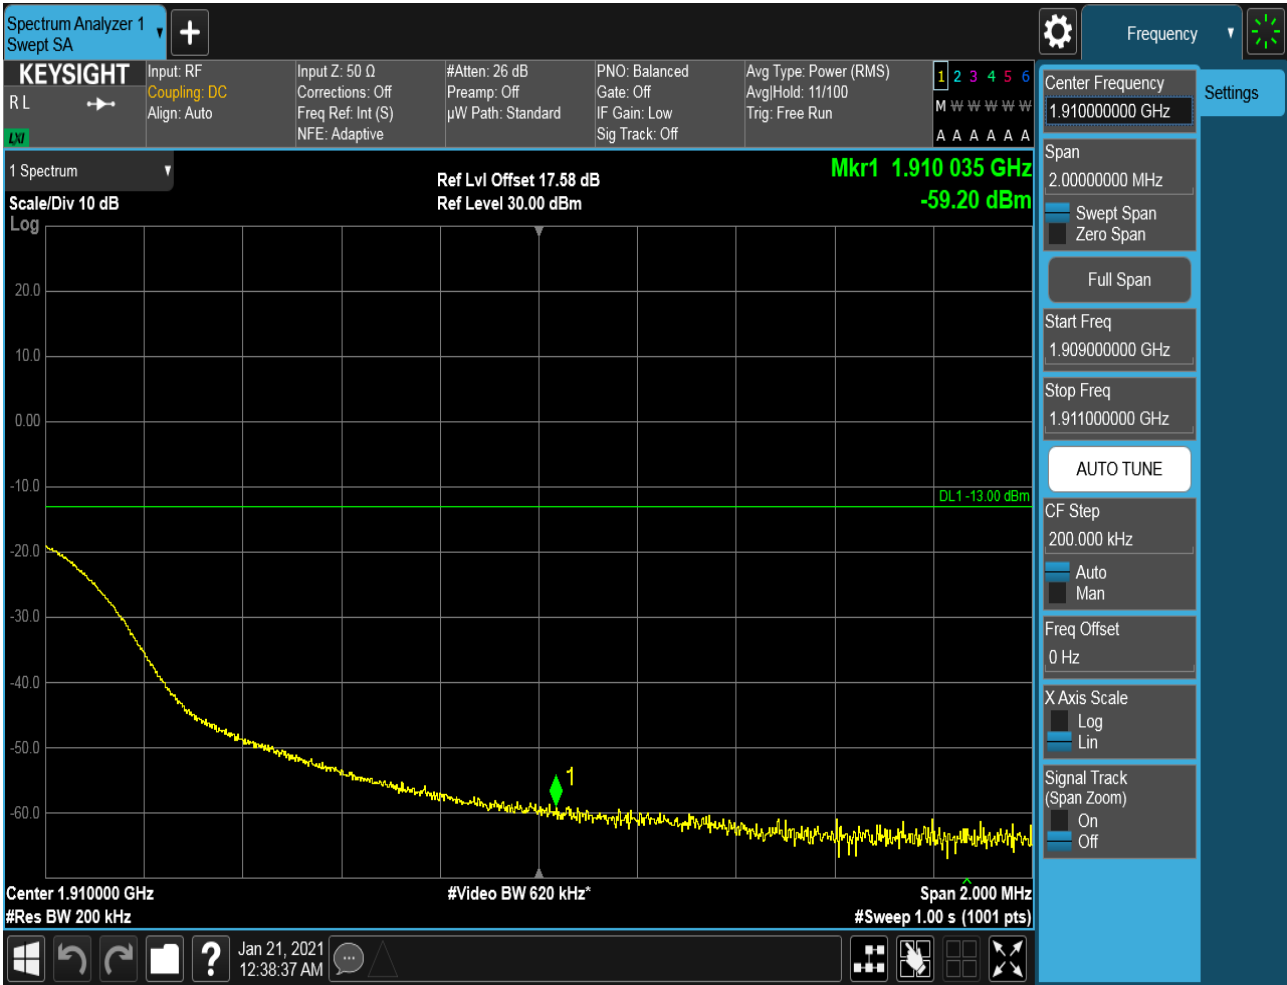 Spectrum Analyzer 1
Swept SA
+
Frequency
KEYSIGHT
R L
LXI
Input: RF
Coupling: DC
Align: Auto
Input Z: 50 Ω
Corrections: Off
Freq Ref: Int (S)
NFE: Adaptive
#Atten: 26 dB
Preamp: Off
µW Path: Standard
PNO: Balanced
Gate: Off
IF Gain: Low
Sig Track: Off
Avg Type: Power (RMS)
Avg|Hold: 11/100
Trig: Free Run
1 2 3 4 5 6
M W W W W W
A A A A A A
1 Spectrum
Scale/Div 10 dB
Log
Ref Lvl Offset 17.58 dB
Ref Level 30.00 dBm
Mkr1 1.910 035 GHz
-59.20 dBm
20.0
10.0
0.00
-10.0
-20.0
-30.0
-40.0
-50.0
-60.0
DL1 -13.00 dBm
1
Center 1.910000 GHz
#Res BW 200 kHz
#Video BW 620 kHz*
Span 2.000 MHz
#Sweep 1.00 s (1001 pts)
Center Frequency
1.910000000 GHz
Settings
Span
2.00000000 MHz
Swept Span
Zero Span
Full Span
Start Freq
1.909000000 GHz
Stop Freq
1.911000000 GHz
AUTO TUNE
CF Step
200.000 kHz
Auto
Man
Freq Offset
0 Hz
X Axis Scale
Log
Lin
Signal Track
(Span Zoom)
On
Off
?
Jan 21, 2021
12:38:37 AM